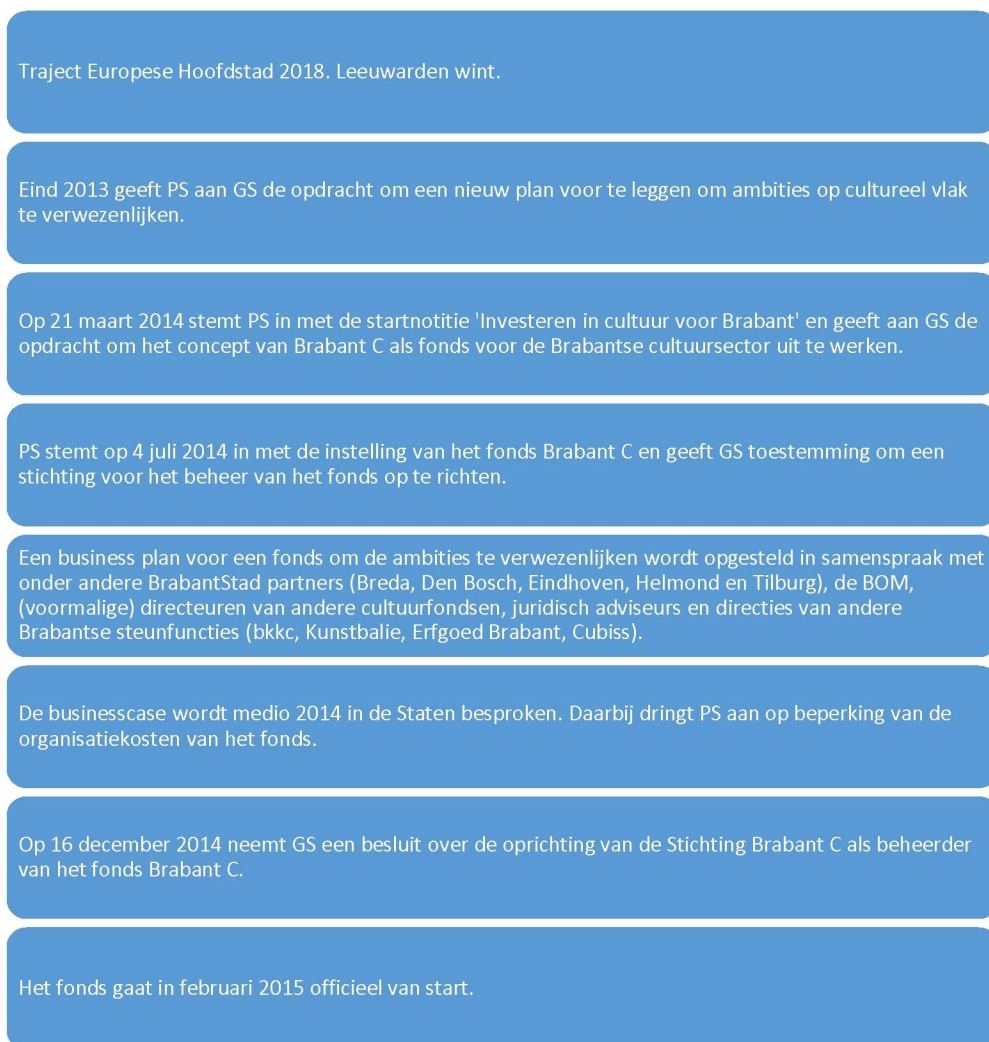 Traject Europese Hoofdstad 2018. Leeuwarden wint.
Eind 2013 geeft PS aan GS de opdracht om een nieuw plan voor te leggen om ambities op cultureel vlak
te verwezenlijken.
Op 21 maart 2014 stemt PS in met de startnotitie 'Investeren in cultuur voor Brabant' en geeft aan GS de
opdracht om het concept van Brabant C als fonds voor de Brabantse cultuursector uit te werken.
PS stemt op 4 juli 2014 in met de instelling van het fonds Brabant C en geeft GS toestemming om een
stichting voor het beheer van het fonds op te richten.
Een business plan voor een fonds om de ambities te verwezenlijken wordt opgesteld in samenspraak met
onder andere BrabantStad partners (Breda, Den Bosch, Eindhoven, Helmond en Tilburg), de BOM,
(voormalige) directeuren van andere cultuurfondsen, juridisch adviseurs en directies van andere
Brabantse steunfuncties (bkkc, Kunstbalie, Erfgoed Brabant, Cubiss).
De businesscase wordt medio 2014 in de Staten besproken. Daarbij dringt PS aan op beperking van de
organisatiekosten van het fonds.
Op 16 december 2014 neemt GS een besluit over de oprichting van de Stichting Brabant C als beheerder
van het fonds Brabant C.
Het fonds gaat in februari 2015 officieel van start.